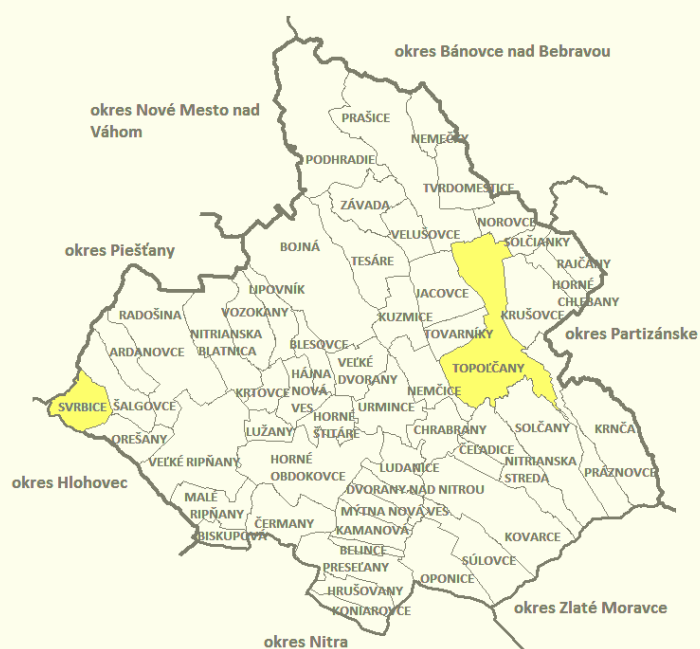 okres Bánovce nad Bebravou
okres Nové Mesto nad
Váhom
PRAŠICE
NEMEČKY
PODHRADIE
TVRDOMESTICE
ZÁVADA
NOROVCE
VELUŠOVCE
SOLČIANKY
okres Piešťany
BOJNÁ
TESÁRE
RAJČANY
HORNÉ
CHLEBANY
LIPOVNÍK
JACOVCE
RADOŠINA
VOZOKANY
KUZMICE
KRUŠOVCE
NITRIANSKA
BLATNICA
TOVARNÍKY
okres Partizánske
ARDANOVCE
BLESOVCE
VEĽKÉ
DVORANY
TOPOĽČANY
HÁJNA
NOVÁ
VES
KRTOVCE
NEMČICE
SVRBICE
ŠALGOVCE
URMINCE
HORNÉ
ŠTITÁRE
LUŽANY
CHRABRANY
SOLČANY
KRNČA
OREŠANY
ČEĽADICE
VEĽKÉ RIPŇANY
HORNÉ
OBDOKOVCE
LUDANICE
NITRIANSKA
STREDA
PRÁZNOVCE
okres Hlohovec
DVORANY NAD NITROU
MALÉ
RIPŇANY
MÝTNA NOVÁ VES
ČERMANY
KAMANOVÁ
BISKUPOVÁ
KOVARCE
BELINCE
SÚLOVCE
PRESEĽANY
OPONICE
HRUŠOVANY
KONIAROVCE
okres Zlaté Moravce
okres Nitra